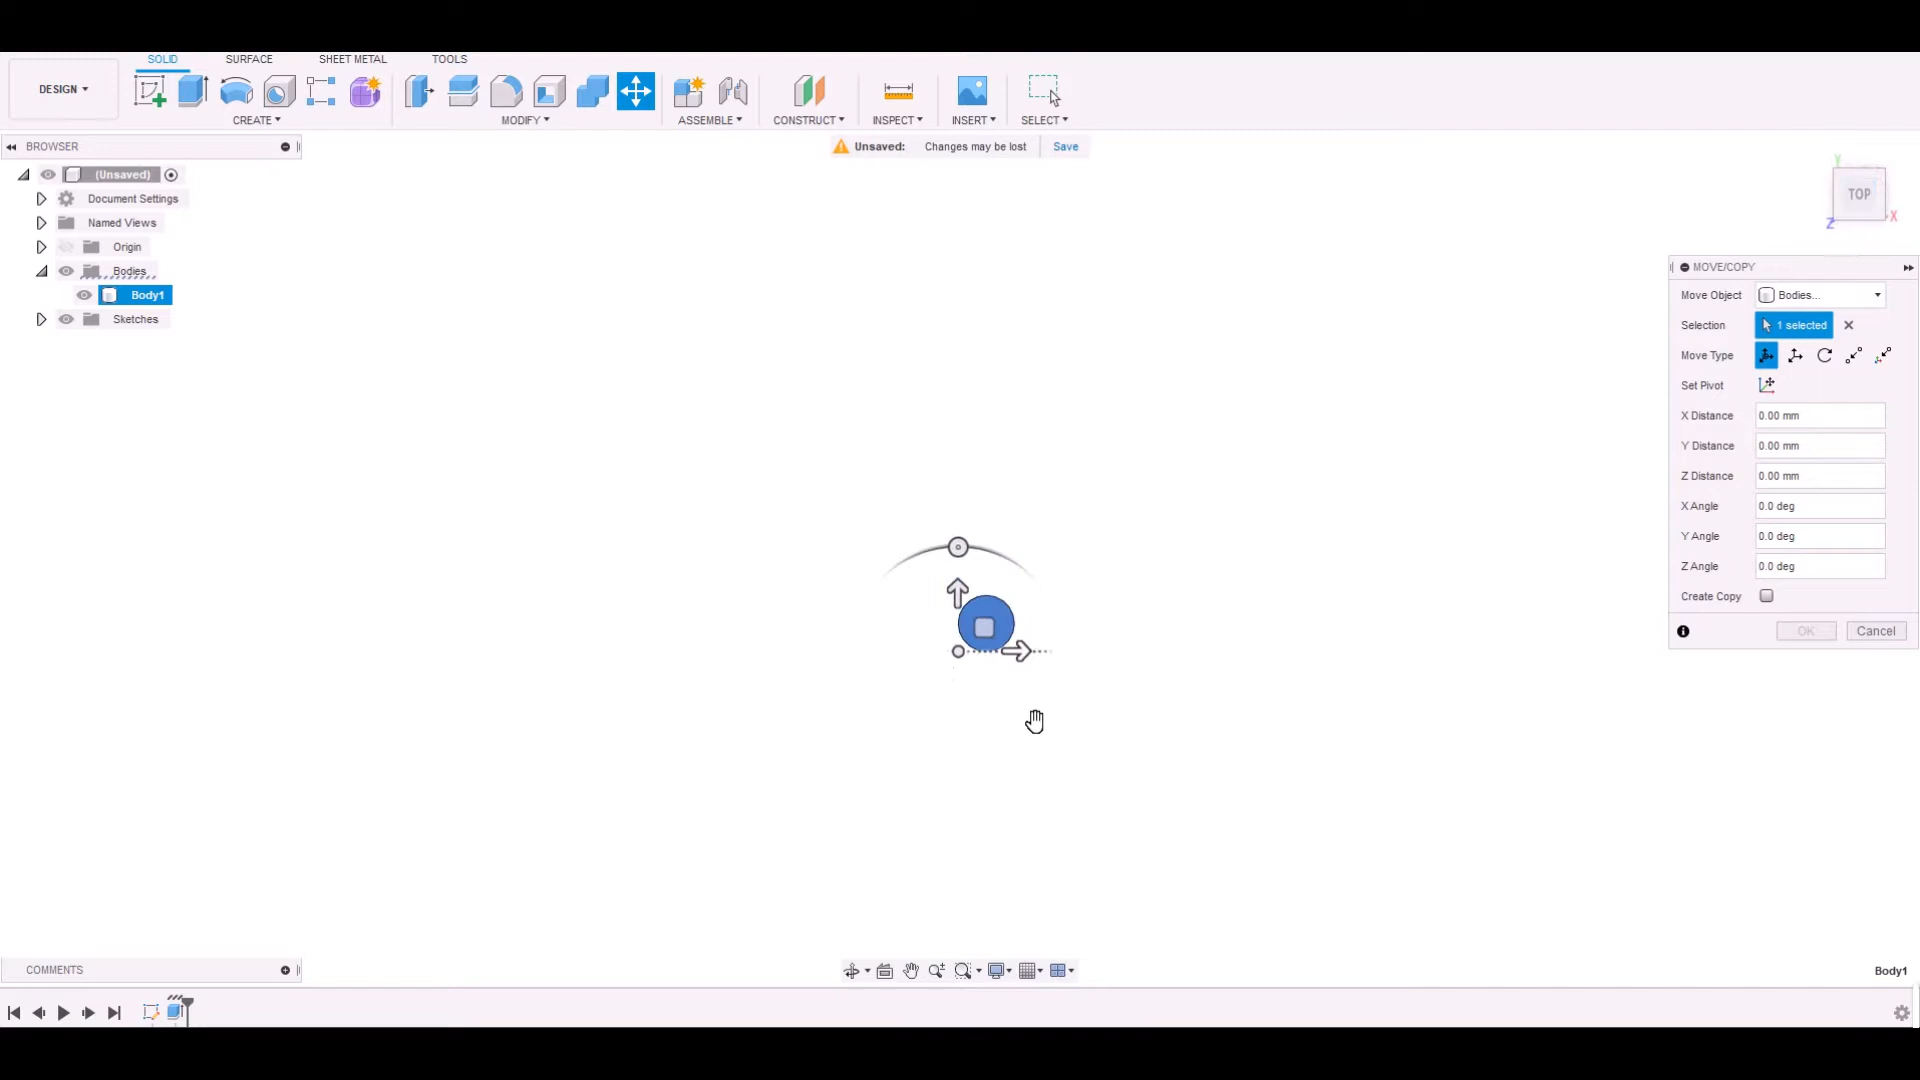 SOLID SURFACE SHEET METAL TOOLS
DESIGN
CREATE MODIFY ASSEMBLE CONSTRUCT INSPECT INSERT SELECT
BROWSER
Unsaved: Changes may be lost Save
(Unsaved)
Document Settings
Named Views
Origin
Bodies
Body1
Sketches
Y
TOP
X
Z
MOVE/COPY
Move Object Bodies...
Selection 1 selected
Move Type
Set Pivot
X Distance 0.00 mm
Y Distance 0.00 mm
Z Distance 0.00 mm
X Angle 0.0 deg
Y Angle 0.0 deg
Z Angle 0.0 deg
Create Copy
OK Cancel
COMMENTS
Body1